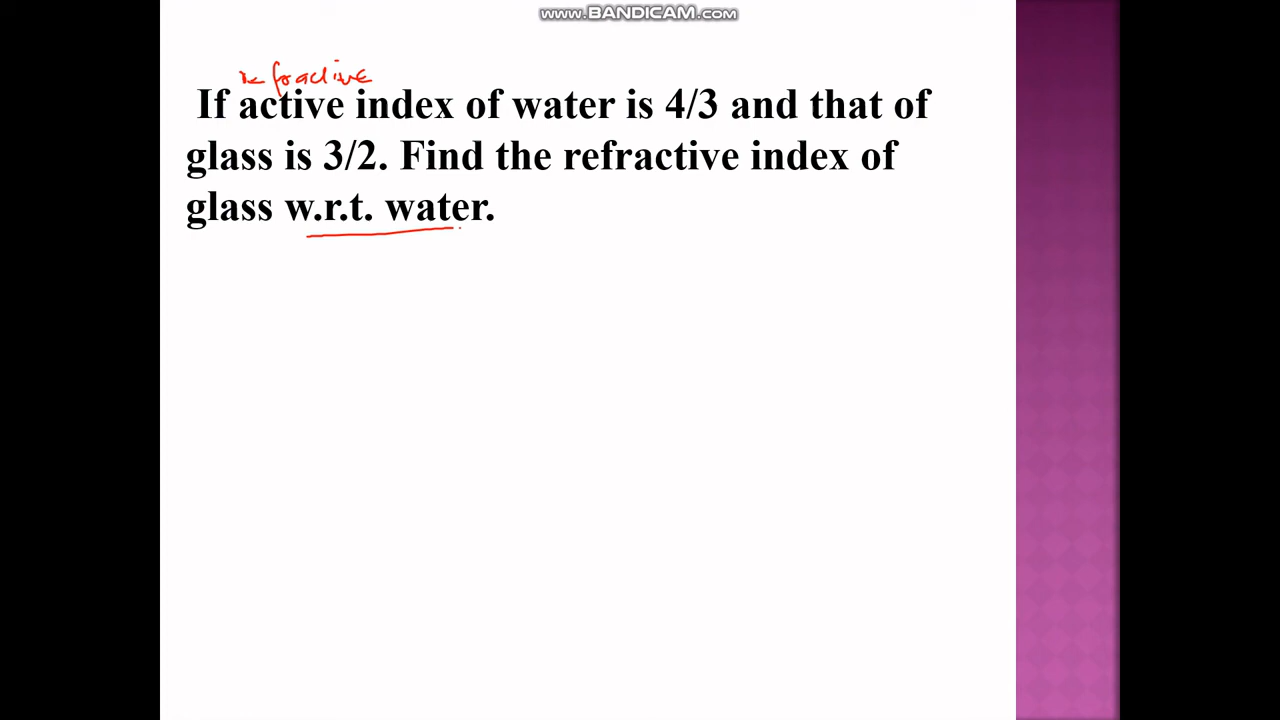 www.BANDICAM.com
refractive
If active index of water is 4/3 and that of
glass is 3/2. Find the refractive index of
glass w.r.t. water.